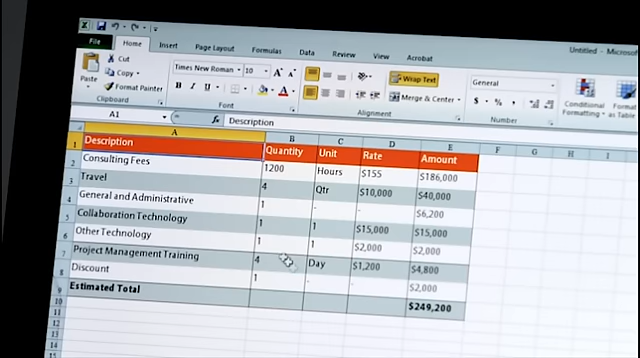 File Home Insert Page Layout Formulas Data Review View Acrobat Untitled - Microsof
Paste Cut Copy Format Painter Clipboard
Times New Roman 10 A A B I U A Font
Wrap Text Merge & Center Alignment
General $ % , Number
Conditional Formatting Format as Table
A1 fx Description
A B C D E F G H I
1 Description Quantity Unit Rate Amount
2 Consulting Fees 1200 Hours $155 $186,000
3 Travel 4 Qtr $10,000 $40,000
4 General and Administrative 1 - - $6,200
5 Collaboration Technology 1 1 $15,000 $15,000
6 Other Technology 1 1 $2,000 $2,000
7 Project Management Training 4 Day $1,200 $4,800
8 Discount 1 - - $2,000
9 Estimated Total $249,200
10
11
12
13
14
15